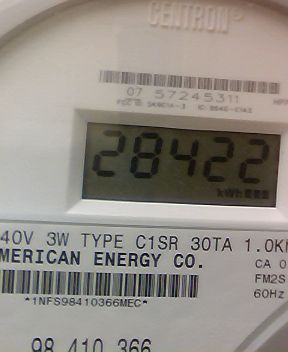 CENTRON
07 57245311
28422
kWh
40V 3W TYPE C1SR 30TA 1.0K
MERICAN ENERGY CO.
CA 0
FM2S
60Hz
*1NFS98410366MEC*
98 410 366